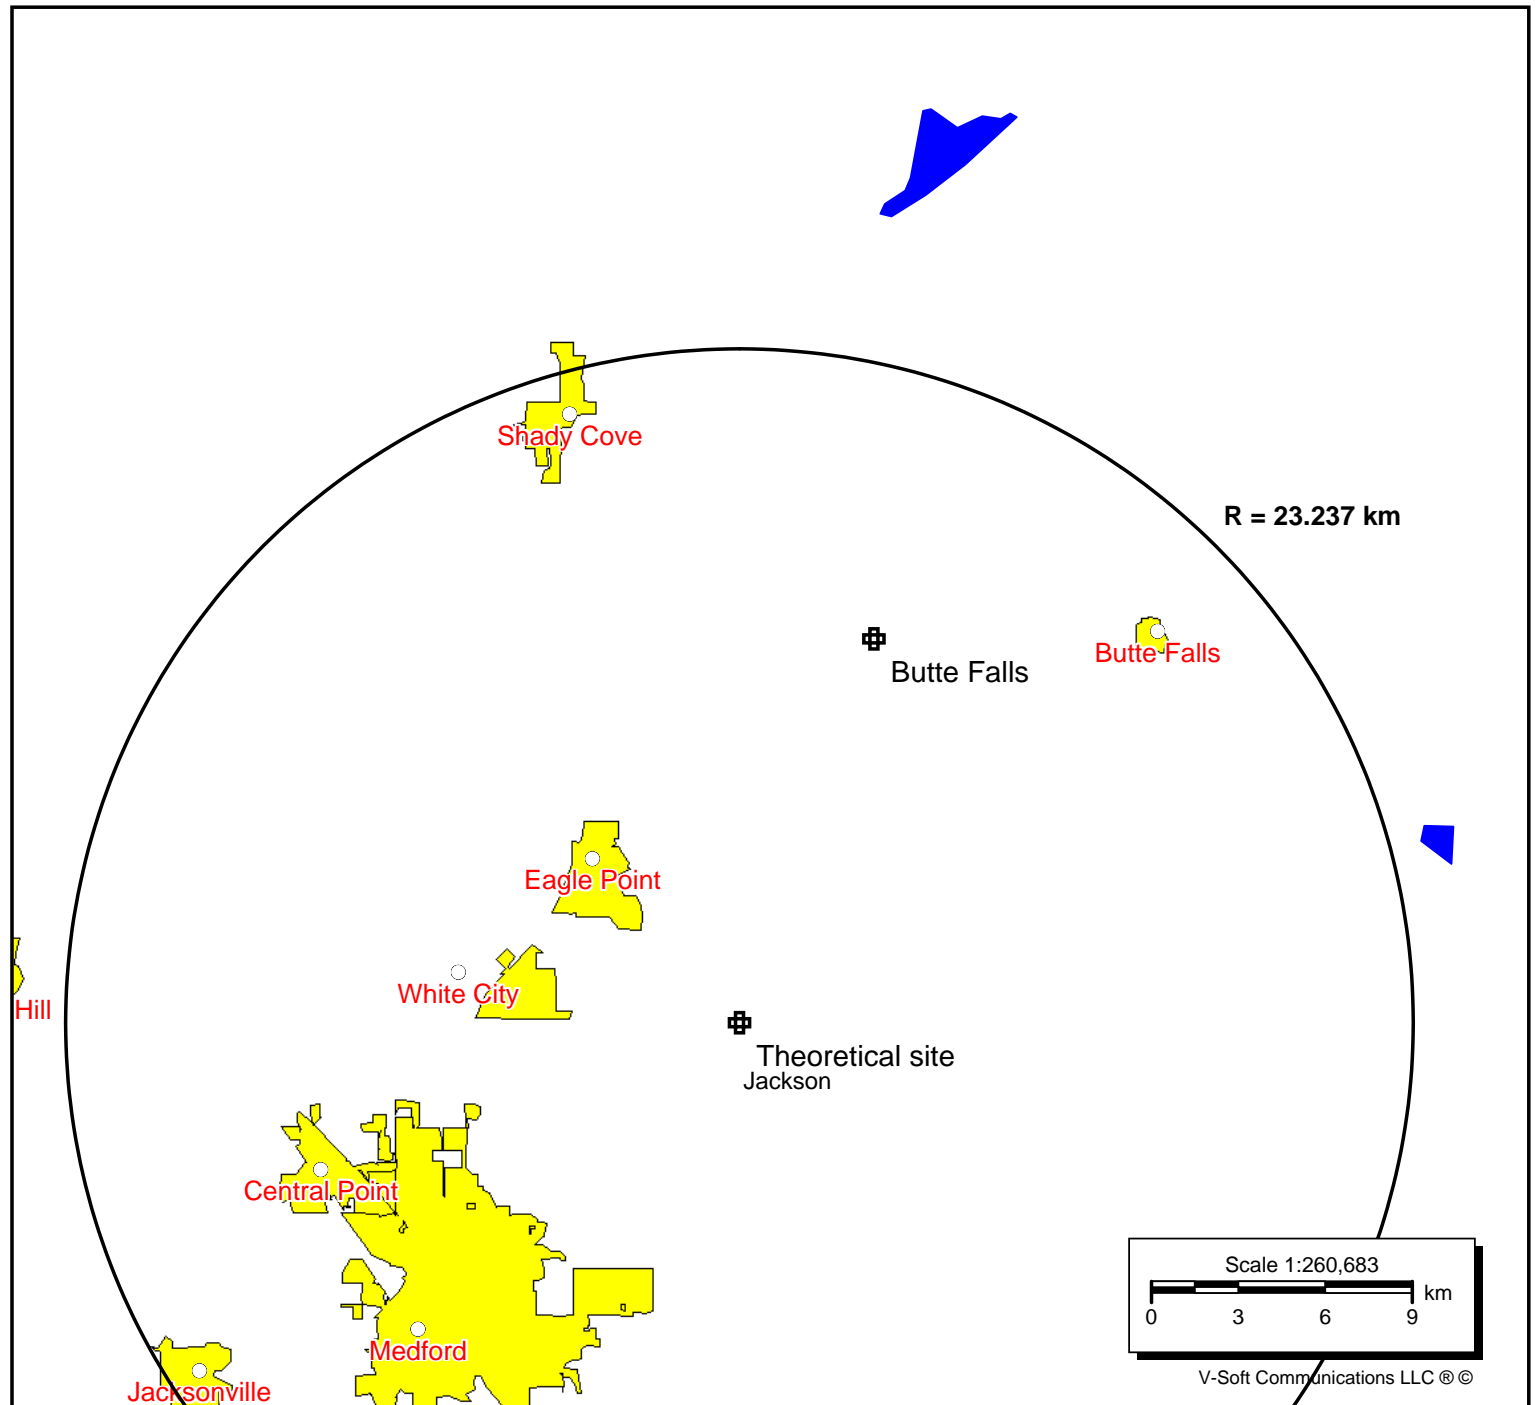 Shady Cove
R = 23.237 km
Butte Falls
Butte Falls
Eagle Point
White City
Hill
Theoretical site
Jackson
Central Point
Scale 1:260,683
km
0 3 6 9
Medford
V-Soft Communications LLC ® ©
Jacksonville